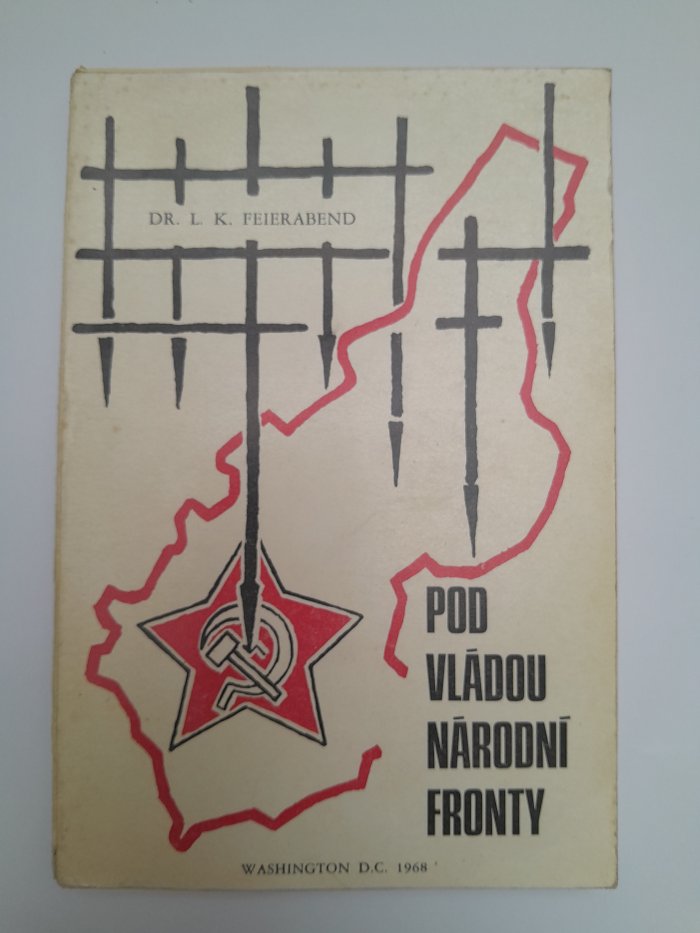 DR. L. K. FEIERABEND
POD
VLÁDOU
NÁRODNÍ
FRONTY
WASHINGTON D.C. 1968